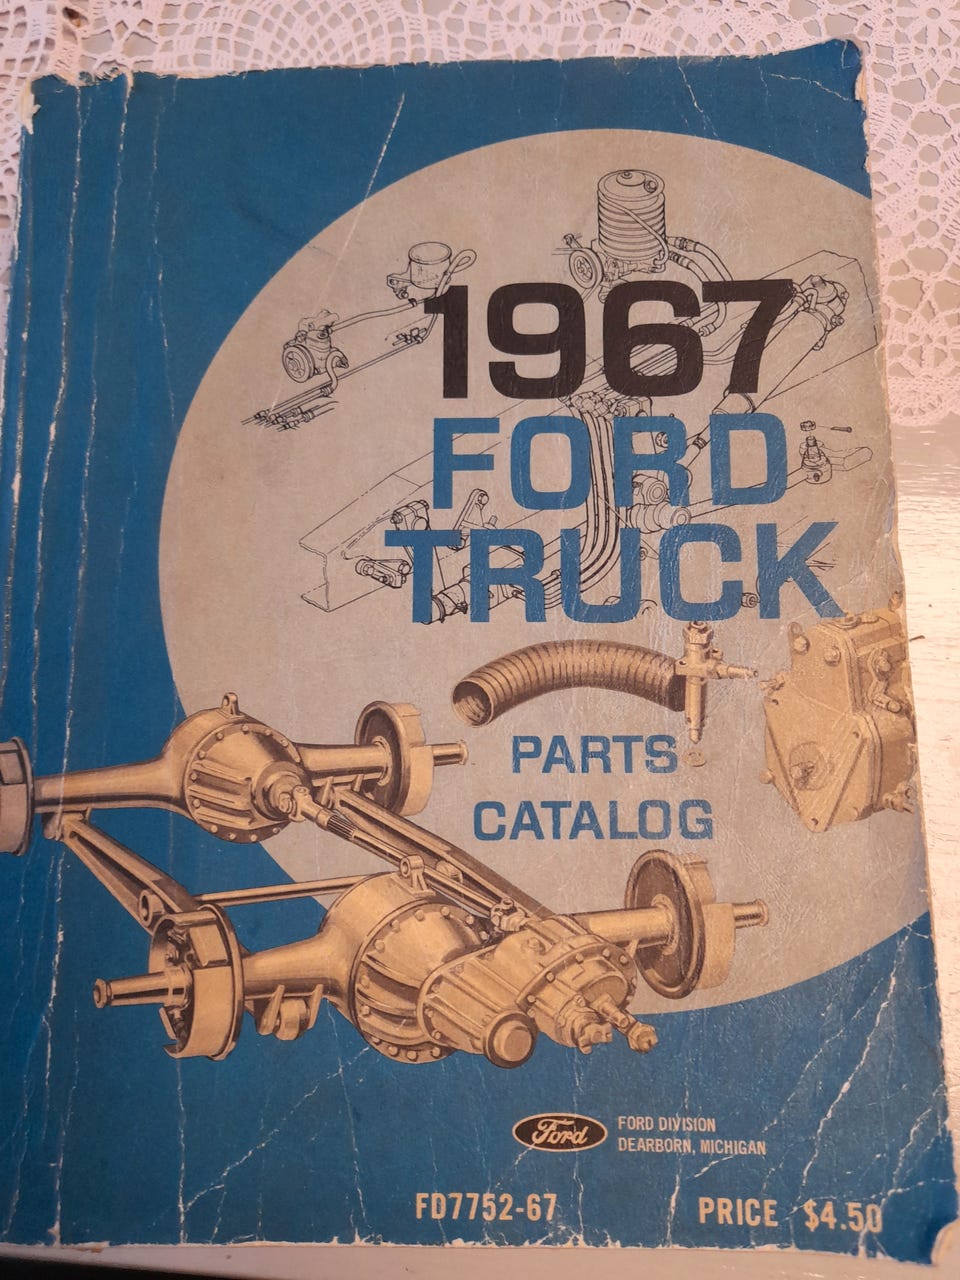 1967
FORD
TRUCK
PARTS
CATALOG
Ford
FORD DIVISION
DEARBORN, MICHIGAN
FD7752-67
PRICE $4.50